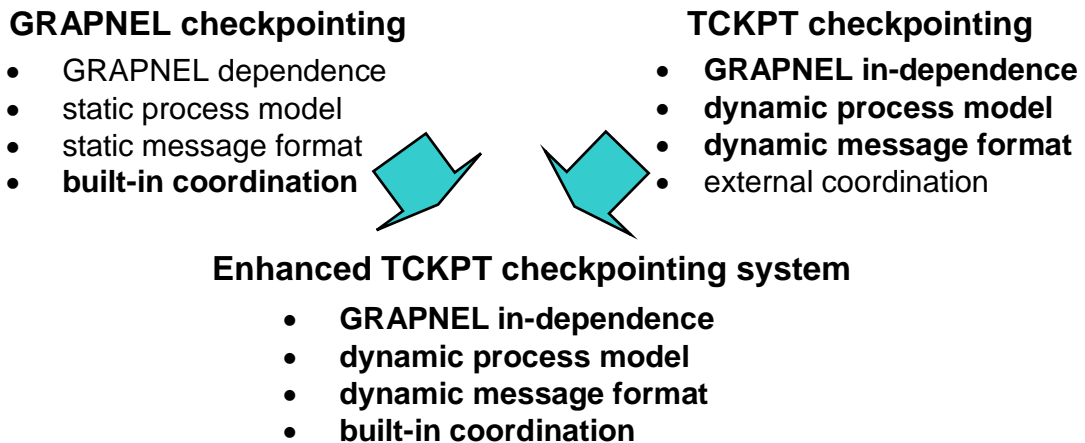 GRAPNEL checkpointing
• GRAPNEL dependence
• static process model
• static message format
• built-in coordination
TCKPT checkpointing
• GRAPNEL in-dependence
• dynamic process model
• dynamic message format
• external coordination
Enhanced TCKPT checkpointing system
• GRAPNEL in-dependence
• dynamic process model
• dynamic message format
• built-in coordination